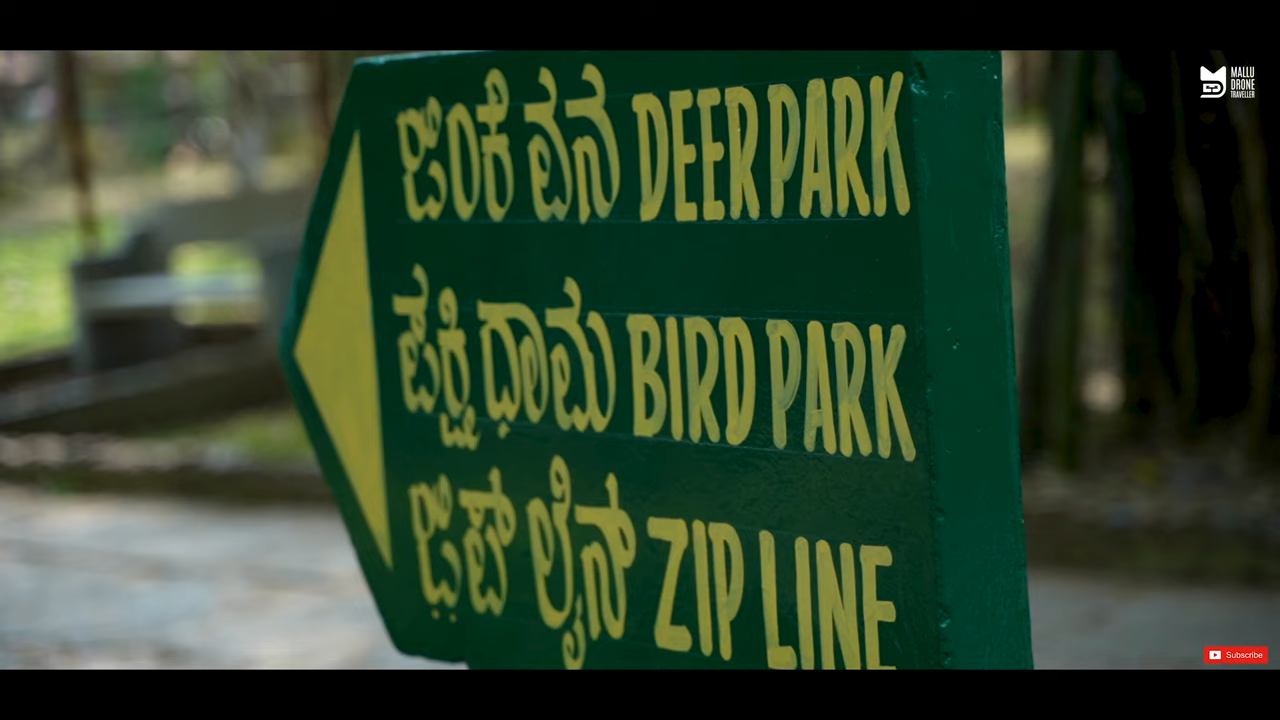 ಜಿಂಕೆ ವನ DEER PARK
ಪಕ್ಷಿ ಧಾಮ BIRD PARK
ಜಿಪ್ ಲೈನ್ ZIP LINE
MALLU
DRONE
TRAVELLER
Subscribe